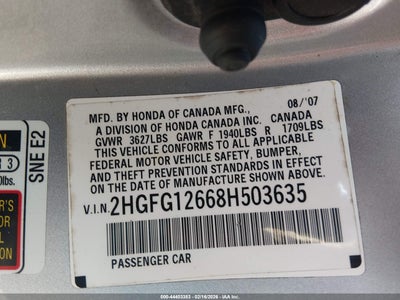 MFD. BY HONDA OF CANADA MFG., 08/'07
A DIVISION OF HONDA CANADA INC. CANADA
GVWR 3627LBS GAWR F 1940LBS R 1709LBS
THIS VEHICLE CONFORMS TO ALL APPLICABLE
FEDERAL MOTOR VEHICLE SAFETY, BUMPER,
AND THEFT PREVENTION STANDARDS IN EFFECT
ON THE DATE OF MANUFACTURE SHOWN ABOVE.
V.I.N. 2HGFG12668H503635
PASSENGER CAR
SNE E2
R 3
0lbs.